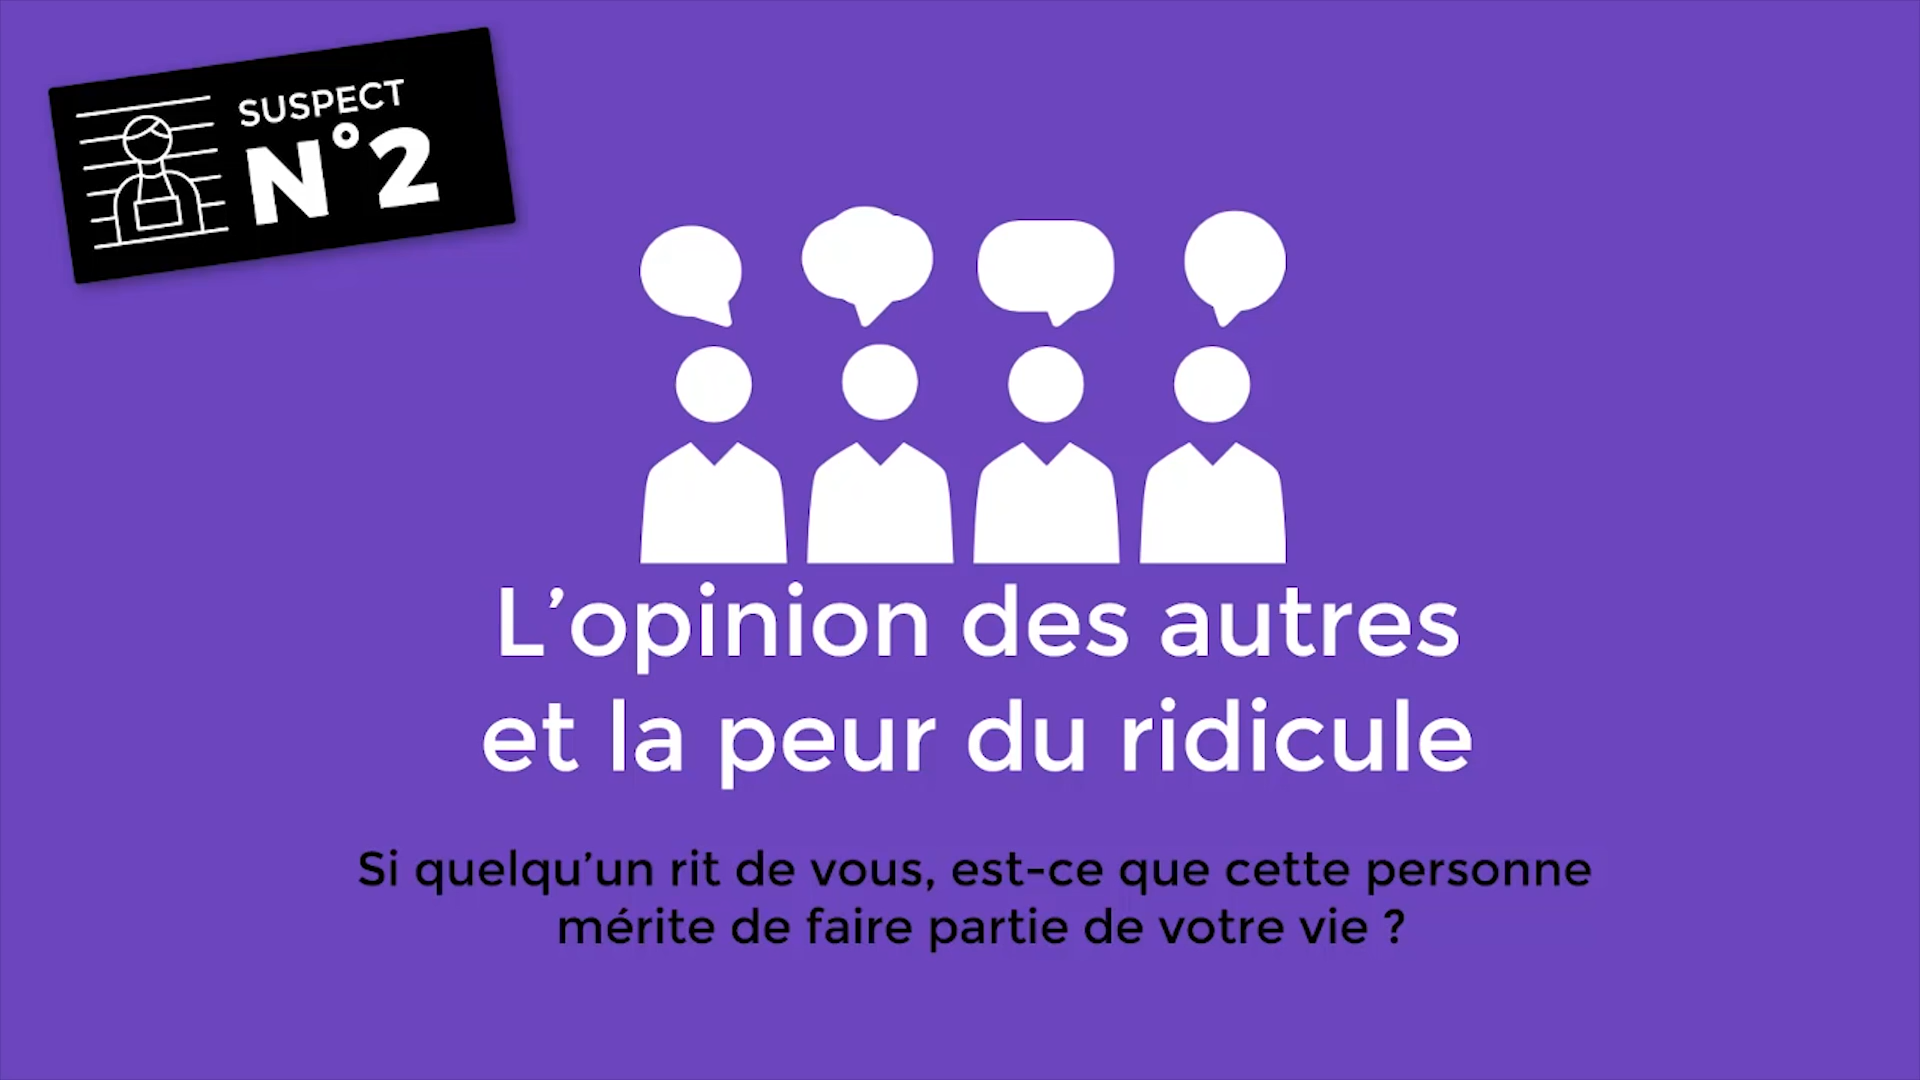 SUSPECT
N°2
L’opinion des autres
et la peur du ridicule
Si quelqu’un rit de vous, est-ce que cette personne
mérite de faire partie de votre vie ?